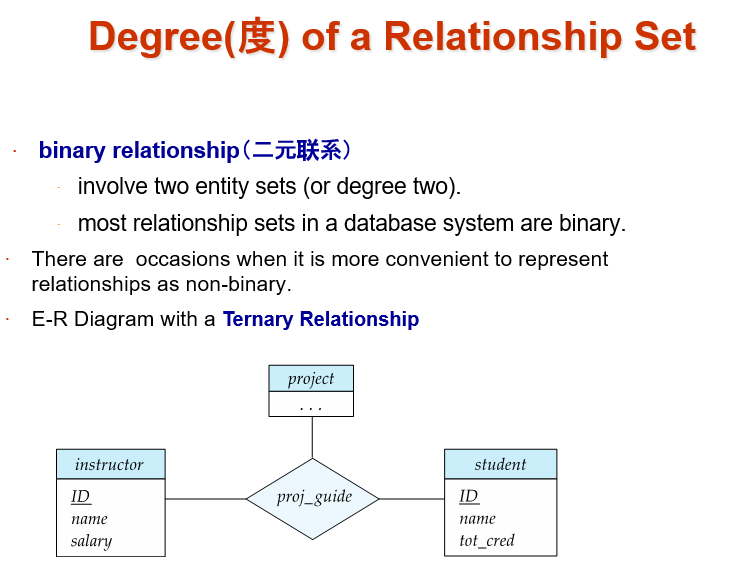 Degree(度) of a Relationship Set
· binary relationship（二元联系）
- involve two entity sets (or degree two).
- most relationship sets in a database system are binary.
· There are occasions when it is more convenient to represent
relationships as non-binary.
· E-R Diagram with a Ternary Relationship
project
. . .
instructor
ID
name
salary
proj_guide
student
ID
name
tot_cred